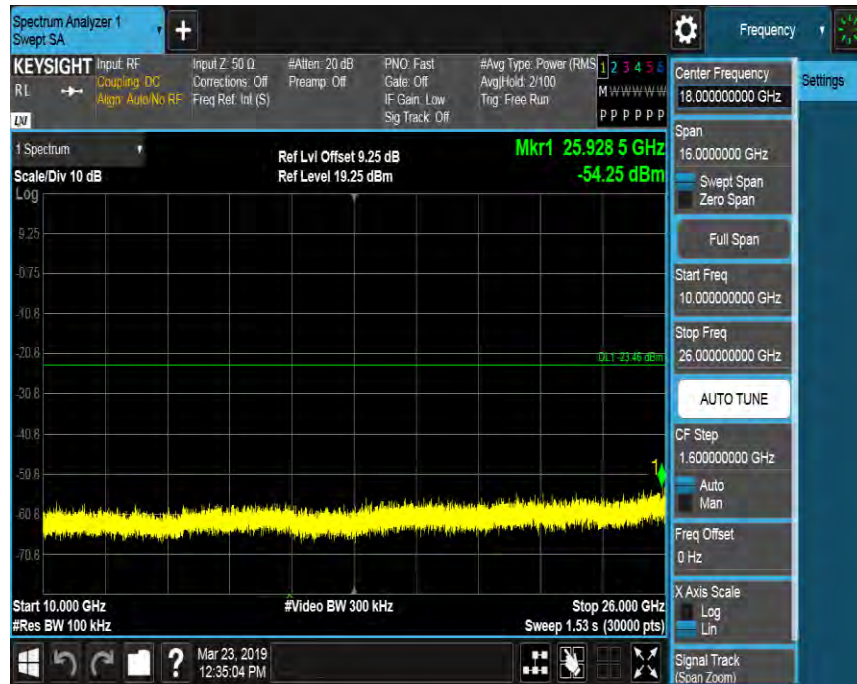 Spectrum Analyzer 1
Swept SA
+
Frequency
KEYSIGHT
RL
LXI
Input: RF
Coupling: DC
Align: Auto/No RF
Input Z: 50 Ω
Corrections: Off
Freq Ref: Int (S)
#Atten: 20 dB
Preamp: Off
PNO: Fast
Gate: Off
IF Gain: Low
Sig Track: Off
#Avg Type: Power (RMS
Avg|Hold: 2/100
Trig: Free Run
1 2 3 4 5 6
M W W W W W
P P P P P P
1 Spectrum
Scale/Div 10 dB
Ref Lvl Offset 9.25 dB
Ref Level 19.25 dBm
Mkr1 25.928 5 GHz
-54.25 dBm
Log
9.25
-0.75
-10.8
-20.8
-30.8
-40.8
-50.8
-60.8
-70.8
DL1 -23.46 dBm
1
Start 10.000 GHz
#Res BW 100 kHz
#Video BW 300 kHz
Stop 26.000 GHz
Sweep 1.53 s (30000 pts)
?
Mar 23, 2019
12:35:04 PM
Center Frequency
18.000000000 GHz
Span
16.0000000 GHz
Swept Span
Zero Span
Full Span
Start Freq
10.000000000 GHz
Stop Freq
26.000000000 GHz
AUTO TUNE
CF Step
1.600000000 GHz
Auto
Man
Freq Offset
0 Hz
X Axis Scale
Log
Lin
Signal Track
(Span Zoom)
Settings